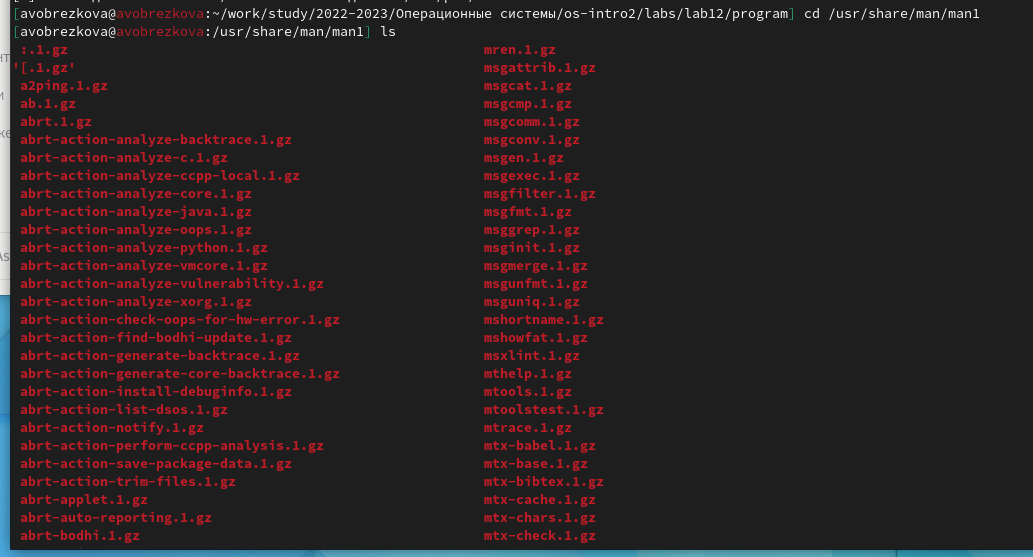 [avobrezkova@avobrezkova:~/work/study/2022-2023/Операционные системы/os-intro2/labs/lab12/program] cd /usr/share/man/man1
[avobrezkova@avobrezkova:/usr/share/man/man1] ls
:.1.gz mren.1.gz
'[.1.gz' msgattrib.1.gz
a2ping.1.gz msgcat.1.gz
ab.1.gz msgcmp.1.gz
abrt.1.gz msgcomm.1.gz
abrt-action-analyze-backtrace.1.gz msgconv.1.gz
abrt-action-analyze-c.1.gz msgen.1.gz
abrt-action-analyze-ccpp-local.1.gz msgexec.1.gz
abrt-action-analyze-core.1.gz msgfilter.1.gz
abrt-action-analyze-java.1.gz msgfmt.1.gz
abrt-action-analyze-oops.1.gz msggrep.1.gz
abrt-action-analyze-python.1.gz msginit.1.gz
abrt-action-analyze-vmcore.1.gz msgmerge.1.gz
abrt-action-analyze-vulnerability.1.gz msgunfmt.1.gz
abrt-action-analyze-xorg.1.gz msguniq.1.gz
abrt-action-check-oops-for-hw-error.1.gz mshortname.1.gz
abrt-action-find-bodhi-update.1.gz mshowfat.1.gz
abrt-action-generate-backtrace.1.gz msxlint.1.gz
abrt-action-generate-core-backtrace.1.gz mthelp.1.gz
abrt-action-install-debuginfo.1.gz mtools.1.gz
abrt-action-list-dsos.1.gz mtoolstest.1.gz
abrt-action-notify.1.gz mtrace.1.gz
abrt-action-perform-ccpp-analysis.1.gz mtx-babel.1.gz
abrt-action-save-package-data.1.gz mtx-base.1.gz
abrt-action-trim-files.1.gz mtx-bibtex.1.gz
abrt-applet.1.gz mtx-cache.1.gz
abrt-auto-reporting.1.gz mtx-chars.1.gz
abrt-bodhi.1.gz mtx-check.1.gz